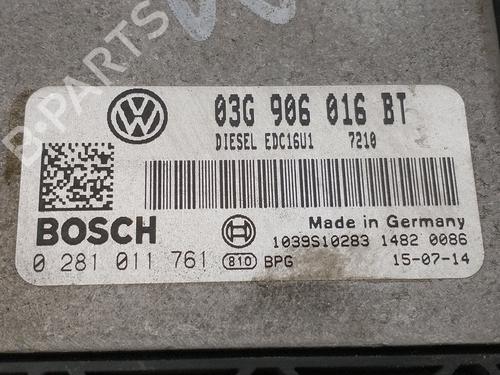 B-PARTS
03G 906 016 BT
DIESEL EDC16U1 7210
BOSCH
Made in Germany
1039S10283 1482 0086
0 281 011 761 810 BPG 15-07-14